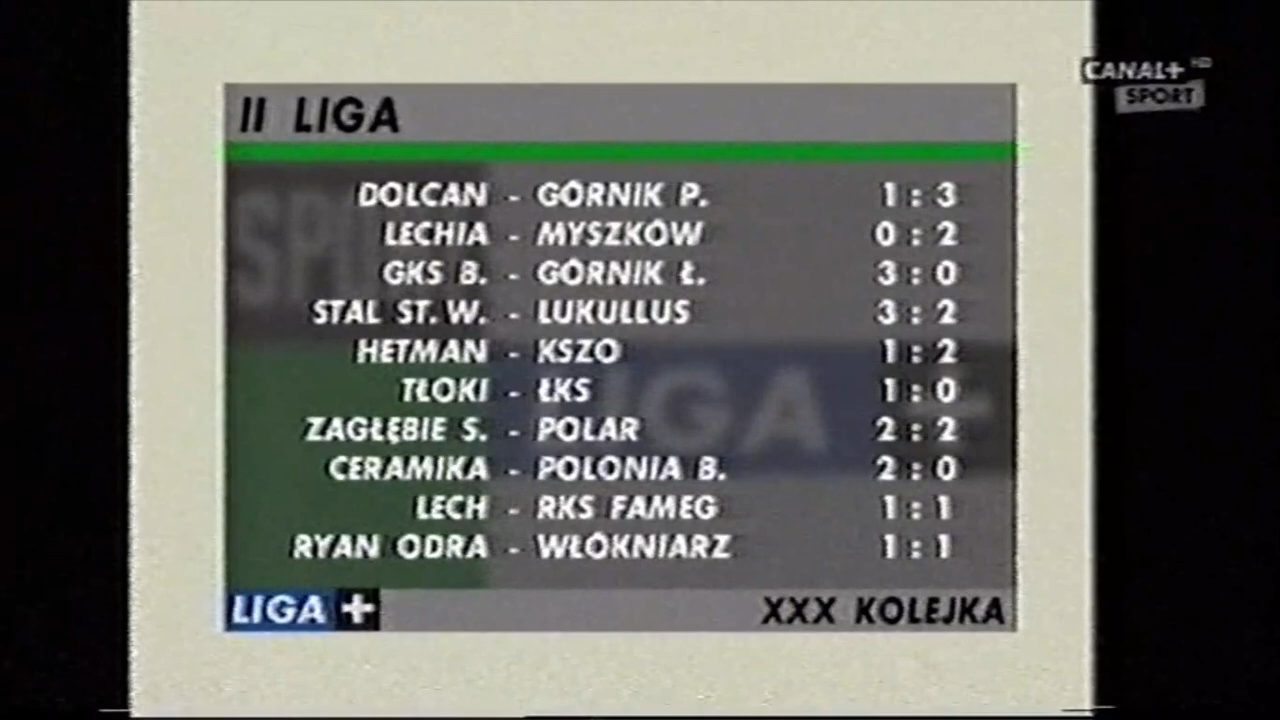 CANAL+ HD
SPORT
II LIGA
DOLCAN - GÓRNIK P. 1 : 3
LECHIA - MYSZKÓW 0 : 2
GKS B. - GÓRNIK Ł. 3 : 0
STAL ST. W. - LUKULLUS 3 : 2
HETMAN - KSZO 1 : 2
TŁOKI - ŁKS 1 : 0
ZAGŁĘBIE S. - POLAR 2 : 2
CERAMIKA - POLONIA B. 2 : 0
LECH - RKS FAMEG 1 : 1
RYAN ODRA - WŁÓKNIARZ 1 : 1
LIGA +
LIGA + XXX KOLEJKA